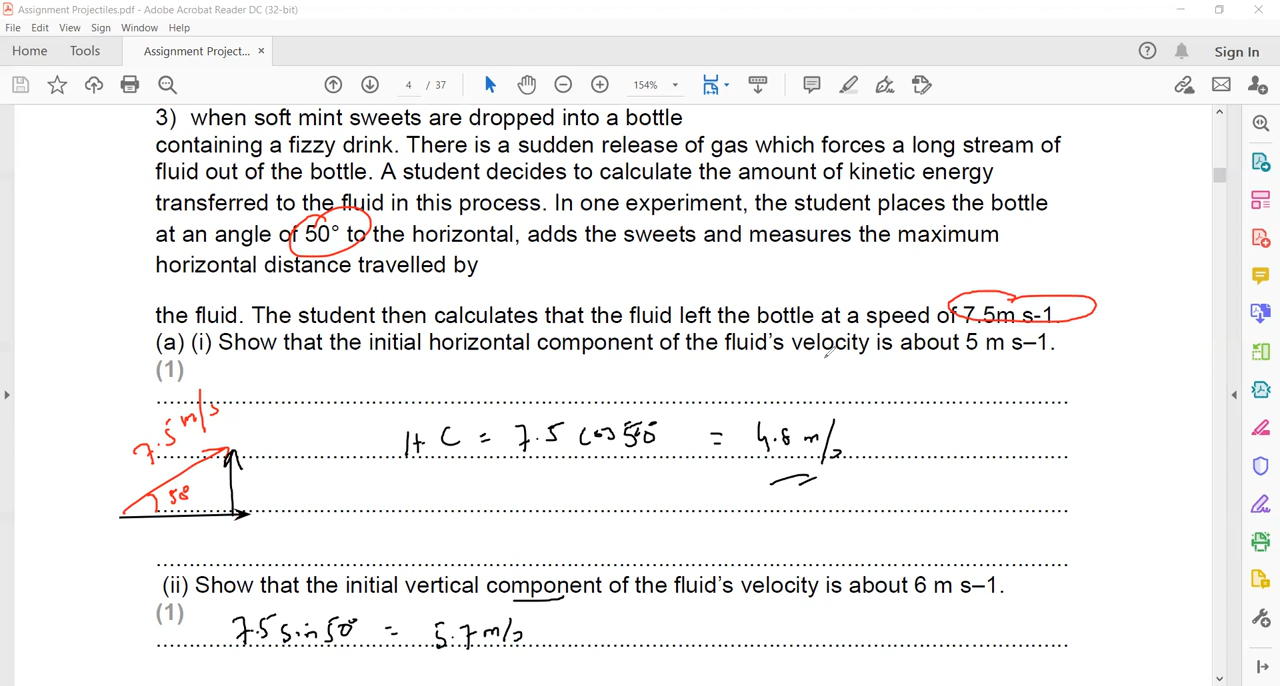 Assignment Projectiles.pdf - Adobe Acrobat Reader DC (32-bit)
File Edit View Sign Window Help
Home Tools Assignment Project... × Sign In
4 / 37 154%
3) when soft mint sweets are dropped into a bottle
containing a fizzy drink. There is a sudden release of gas which forces a long stream of
fluid out of the bottle. A student decides to calculate the amount of kinetic energy
transferred to the fluid in this process. In one experiment, the student places the bottle
at an angle of 50° to the horizontal, adds the sweets and measures the maximum
horizontal distance travelled by
the fluid. The student then calculates that the fluid left the bottle at a speed of 7.5m s-1
(a) (i) Show that the initial horizontal component of the fluid's velocity is about 5 m s–1.
(1)
7.5 m/s
H C = 7.5 cos 50° = 4.8 m/s
50
(ii) Show that the initial vertical component of the fluid's velocity is about 6 m s–1.
(1)
7.5 sin 50° = 5.7 m/s